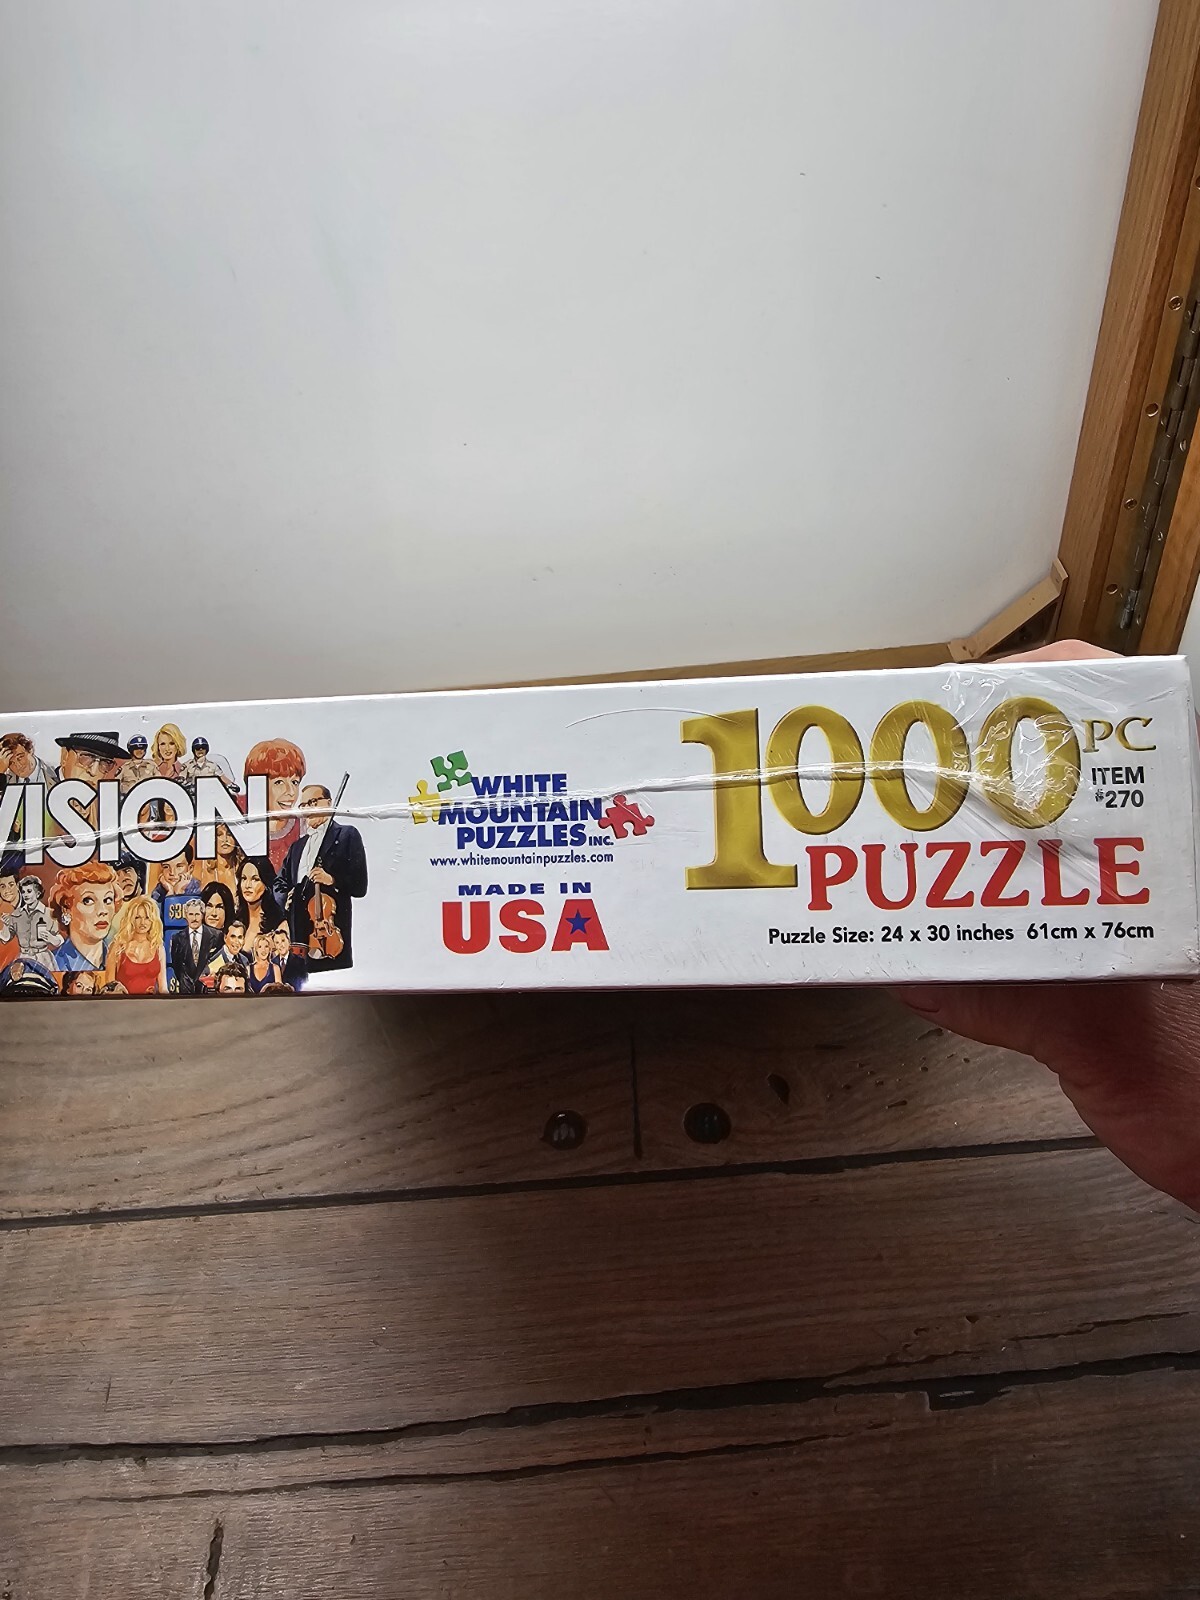 VISION
$30
WHITE
MOUNTAIN
PUZZLES INC.
www.whitemountainpuzzles.com
MADE IN
USA
1000 PC
ITEM
#270
PUZZLE
Puzzle Size: 24 x 30 inches 61cm x 76cm